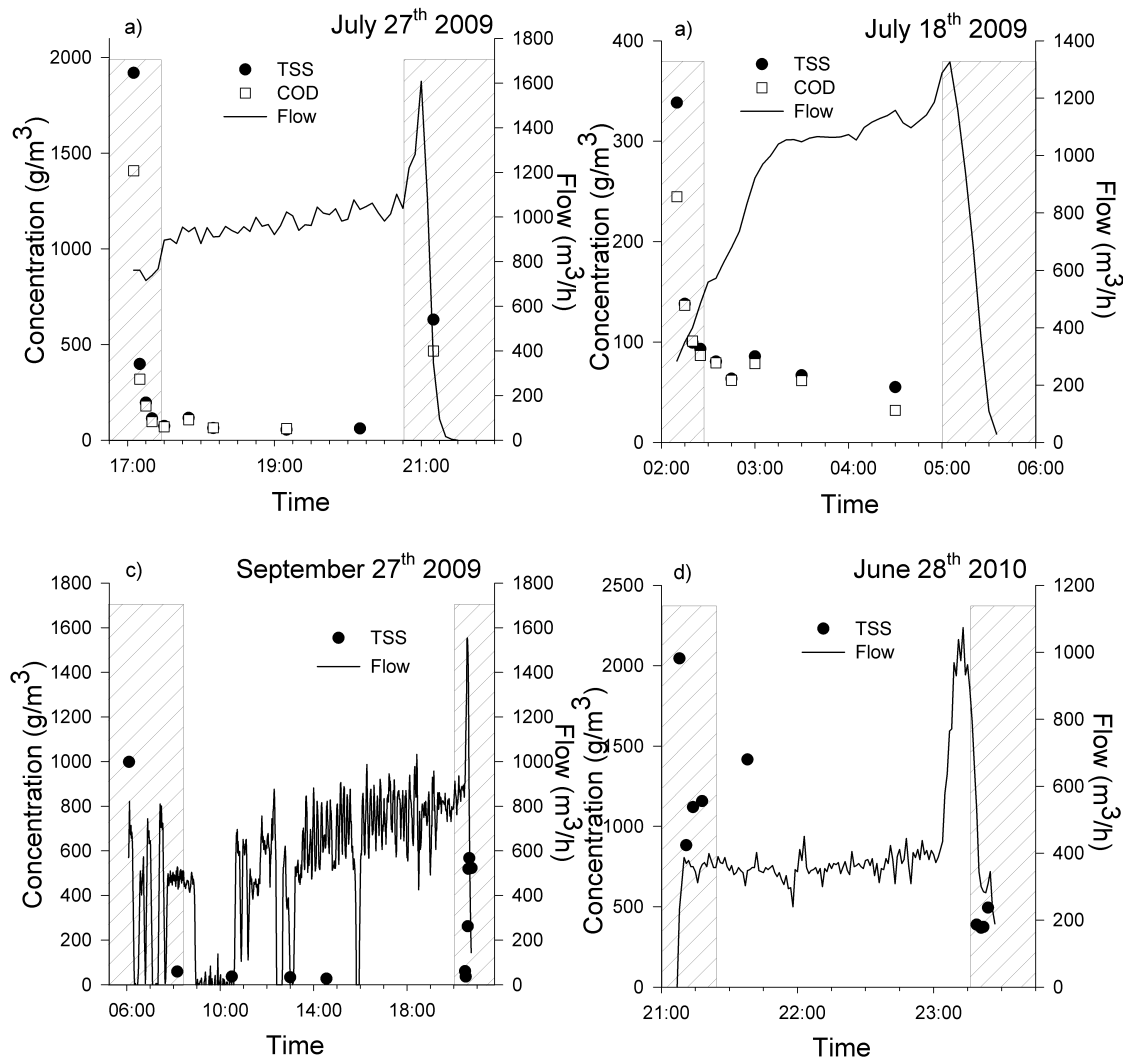 a)
July 27th 2009
2000
1500
1000
500
0
Concentration (g/m3)
TSS
COD
Flow
1800
1600
1400
1200
1000
800
600
400
200
0
Flow (m3/h)
17:00
19:00
21:00
Time
a)
July 18th 2009
400
300
200
100
0
Concentration (g/m3)
TSS
COD
Flow
1400
1200
1000
800
600
400
200
0
Flow (m3/h)
02:00
03:00
04:00
05:00
06:00
Time
c)
September 27th 2009
1800
1600
1400
1200
1000
800
600
400
200
0
Concentration (g/m3)
TSS
Flow
1800
1600
1400
1200
1000
800
600
400
200
0
Flow (m3/h)
06:00
10:00
14:00
18:00
Time
d)
June 28th 2010
2500
2000
1500
1000
500
0
Concentration (g/m3)
TSS
Flow
1200
1000
800
600
400
200
0
Flow (m3/h)
21:00
22:00
23:00
Time